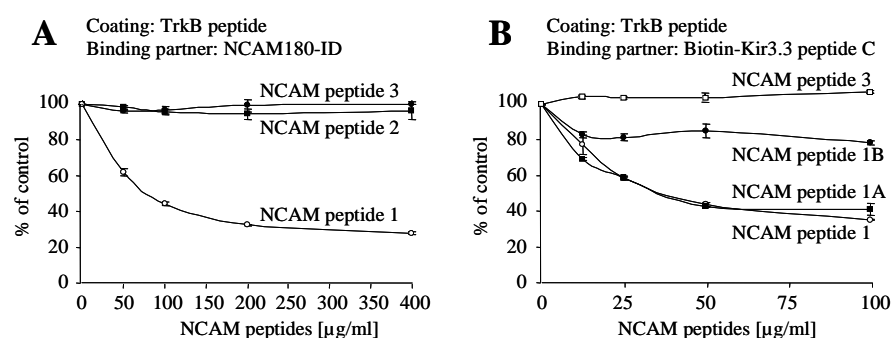 A
Coating: TrkB peptide
Binding partner: NCAM180-ID
% of control
100
80
60
40
20
0
NCAM peptide 3
NCAM peptide 2
NCAM peptide 1
0 50 100 150 200 250 300 350 400
NCAM peptides [µg/ml]
B
Coating: TrkB peptide
Binding partner: Biotin-Kir3.3 peptide C
% of control
100
80
60
40
20
0
NCAM peptide 3
NCAM peptide 1B
NCAM peptide 1A
NCAM peptide 1
0 25 50 75 100
NCAM peptides [µg/ml]